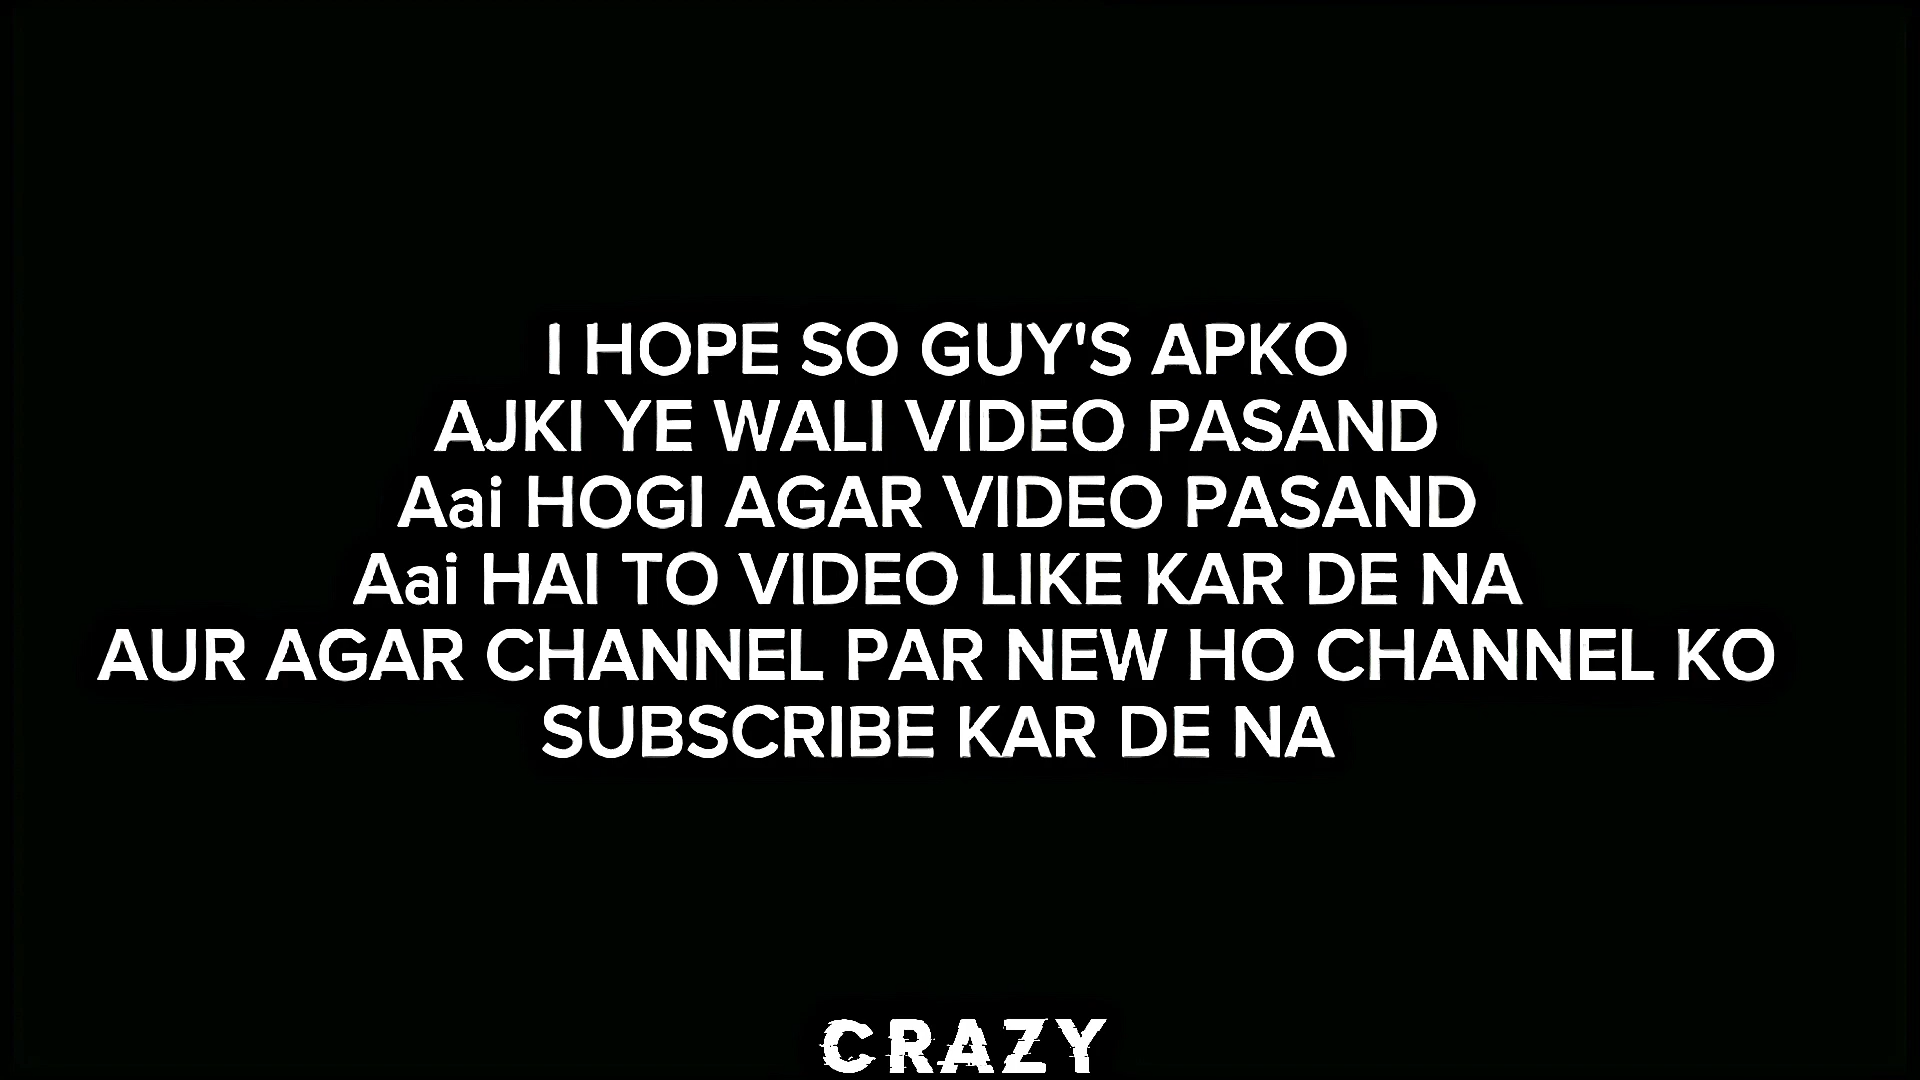 I HOPE SO GUY'S APKO
AJKI YE WALI VIDEO PASAND
Aai HOGI AGAR VIDEO PASAND
Aai HAI TO VIDEO LIKE KAR DE NA
AUR AGAR CHANNEL PAR NEW HO CHANNEL KO
SUBSCRIBE KAR DE NA
CRAZY